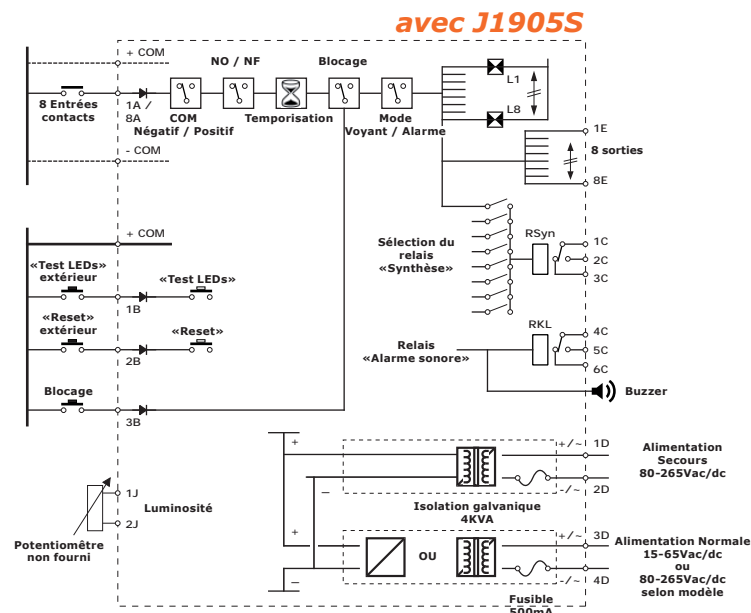 avec J1905S
+ COM
NO / NF
Blocage
8 Entrées
contacts
1A /
8A
COM
Négatif / Positif
Temporisation
Mode
Voyant / Alarme
L1
L8
- COM
1E
8 sorties
8E
+ COM
«Test LEDs»
extérieur
«Test LEDs»
1B
«Reset»
extérieur
«Reset»
2B
Blocage
3B
Sélection du
relais
«Synthèse»
RSyn
1C
2C
3C
Relais
«Alarme sonore»
RKL
4C
5C
6C
Buzzer
+
+/~
1D
Alimentation
Secours
80-265Vac/dc
-/~
2D
–
Isolation galvanique
4KVA
1J
Luminosité
2J
Potentiomêtre
non fourni
+
OU
+/~
3D
Alimentation Normale
15-65Vac/dc
ou
80-265Vac/dc
selon modèle
–
-/~
4D
Fusible
500mA